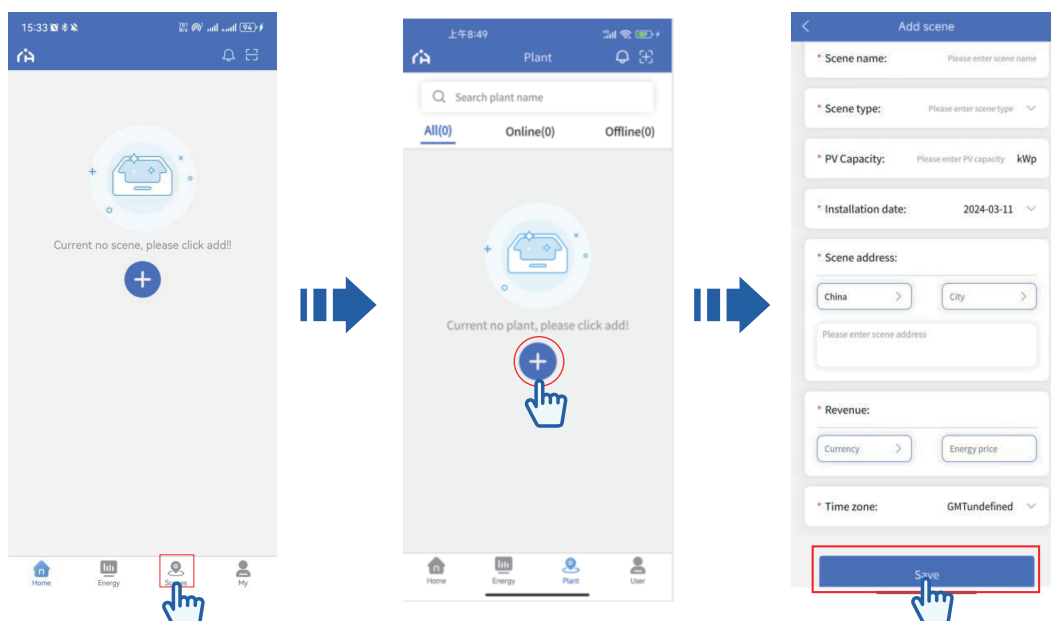 15:33
94
Current no scene, please click add!!
Home
Energy
Scenes
My
上午8:49
Plant
Search plant name
All(0)
Online(0)
Offline(0)
Current no plant, please click add!
Home
Energy
Plant
User
Add scene
* Scene name:
Please enter scene name
* Scene type:
Please enter scene type
* PV Capacity:
Please enter PV capacity
kWp
* Installation date:
2024-03-11
* Scene address:
China
City
Please enter scene address
* Revenue:
Currency
Energy price
* Time zone:
GMTundefined
Save